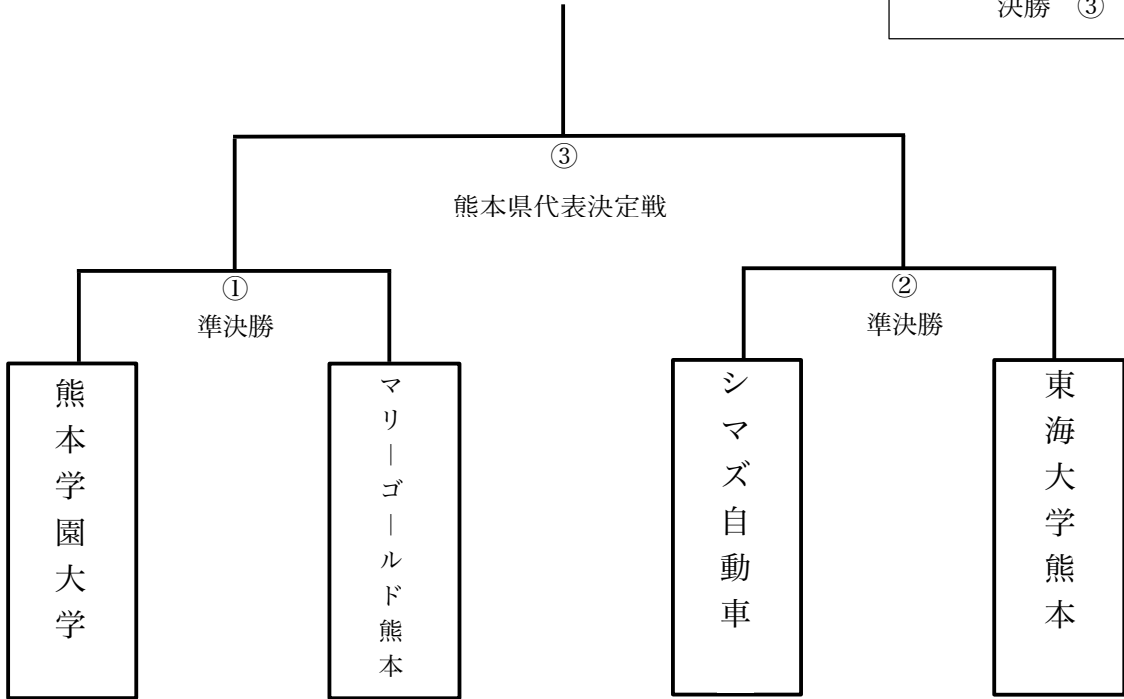 決勝　③
③
熊本県代表決定戦
①
準決勝
②
準決勝
熊本学園大学
マリーゴールド熊本
シマズ自動車
東海大学熊本